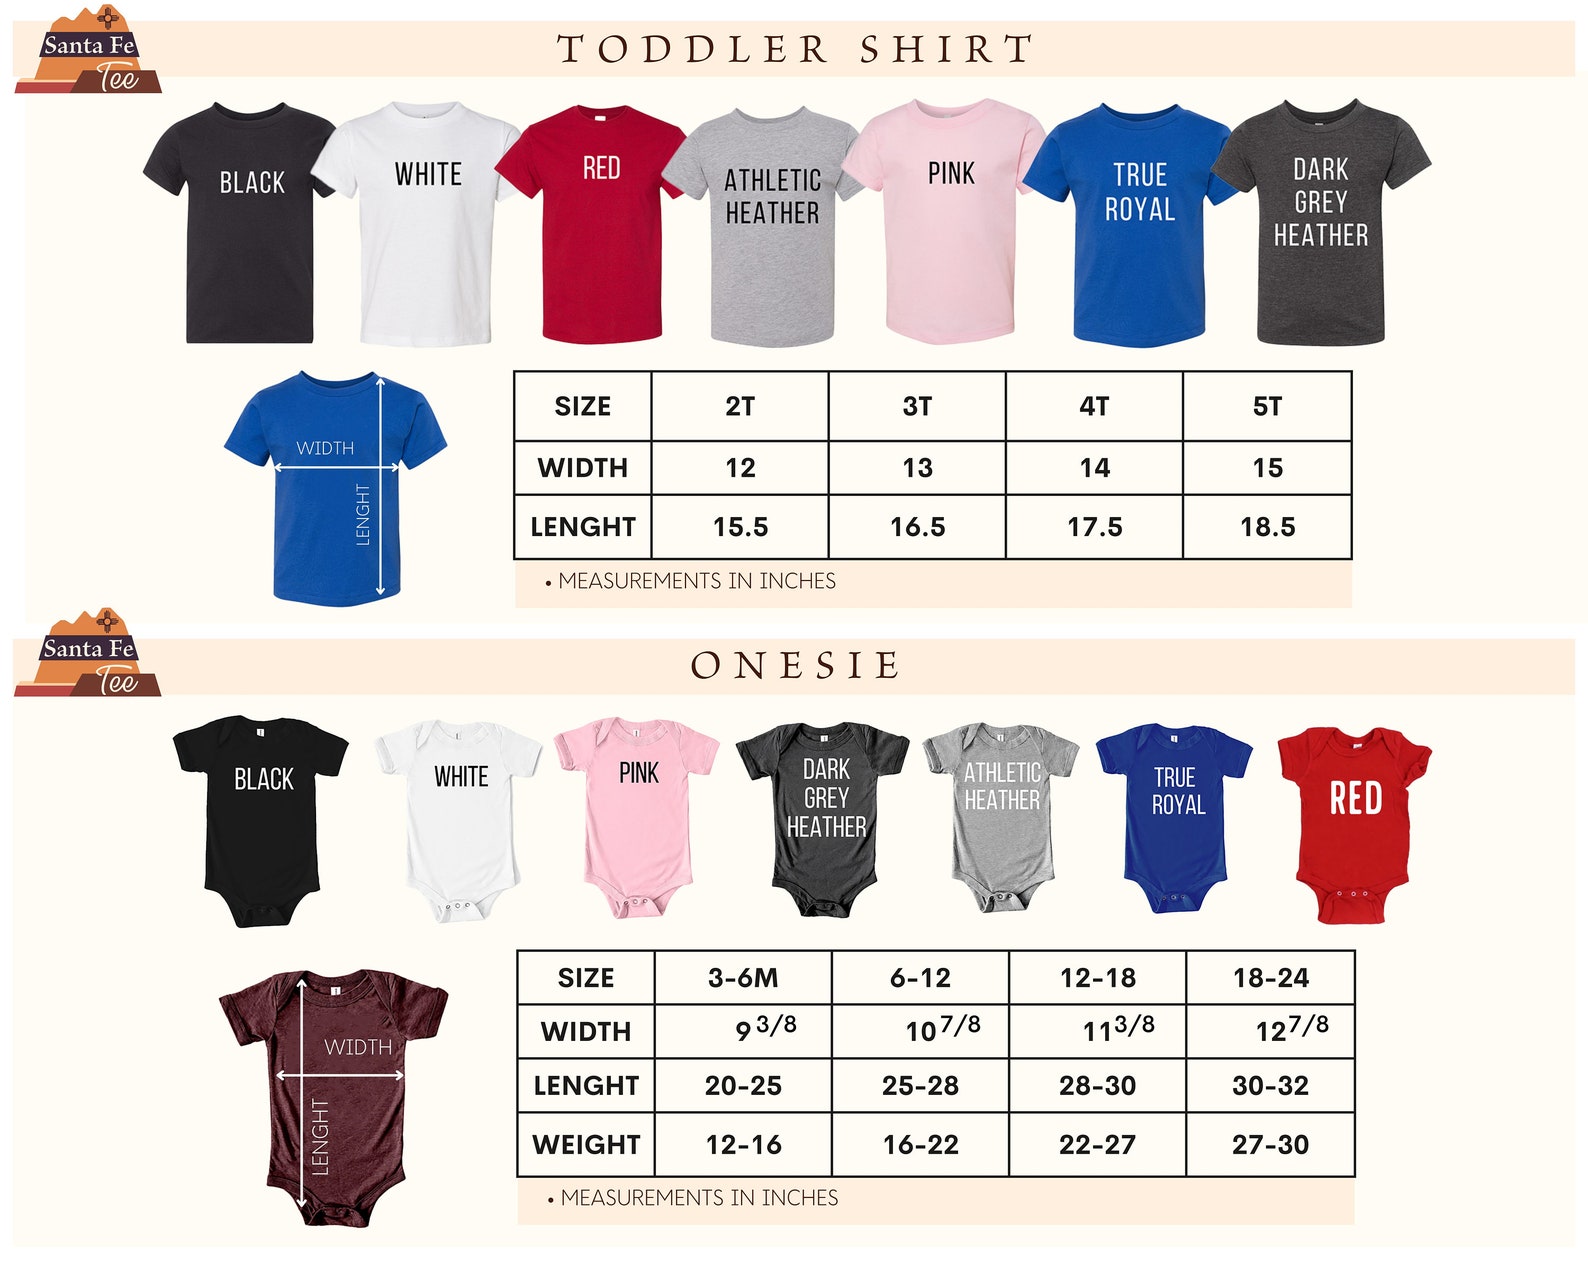 Santa Fe
Tee
TODDLER SHIRT
BLACK
WHITE
RED
ATHLETIC
HEATHER
PINK
TRUE
ROYAL
DARK
GREY
HEATHER
WIDTH
LENGHT
SIZE 2T 3T 4T 5T
WIDTH 12 13 14 15
LENGHT 15.5 16.5 17.5 18.5
• MEASUREMENTS IN INCHES
Santa Fe
Tee
ONESIE
BLACK
WHITE
PINK
DARK
GREY
HEATHER
ATHLETIC
HEATHER
TRUE
ROYAL
RED
WIDTH
LENGHT
SIZE 3-6M 6-12 12-18 18-24
WIDTH 9 3/8 10 7/8 11 3/8 12 7/8
LENGHT 20-25 25-28 28-30 30-32
WEIGHT 12-16 16-22 22-27 27-30
• MEASUREMENTS IN INCHES